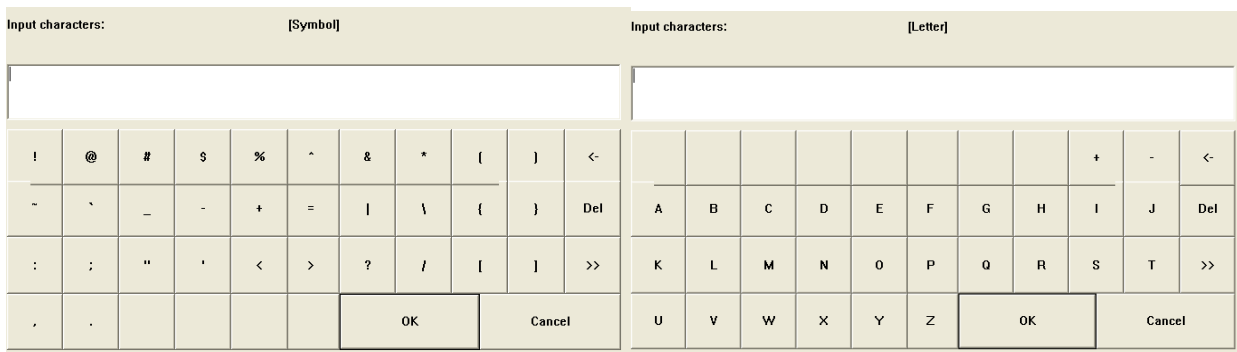 Input characters: [Symbol]
! @ # $ % ^ & * ( ) <-
~ ` _ - + = | \ { } Del
: ; " ' < > ? / [ ] >>
, . OK Cancel
Input characters: [Letter]
+ - <-
A B C D E F G H I J Del
K L M N O P Q R S T >>
U V W X Y Z OK Cancel